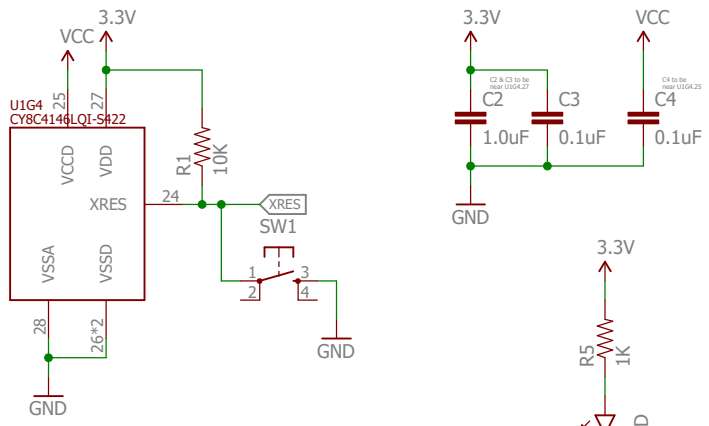 3.3V
VCC
25
27
U1G4
CY8C4146LQI-S422
VCCD
VDD
XRES
24
VSSA
VSSD
28
26*2
GND
R1
10K
XRES
SW1
1
3
2
4
GND
3.3V
VCC
C2 & C3 to be
near U1G4.27
C4 to be
near U1G4.25
C2
1.0uF
C3
0.1uF
C4
0.1uF
GND
3.3V
R5
1K
D